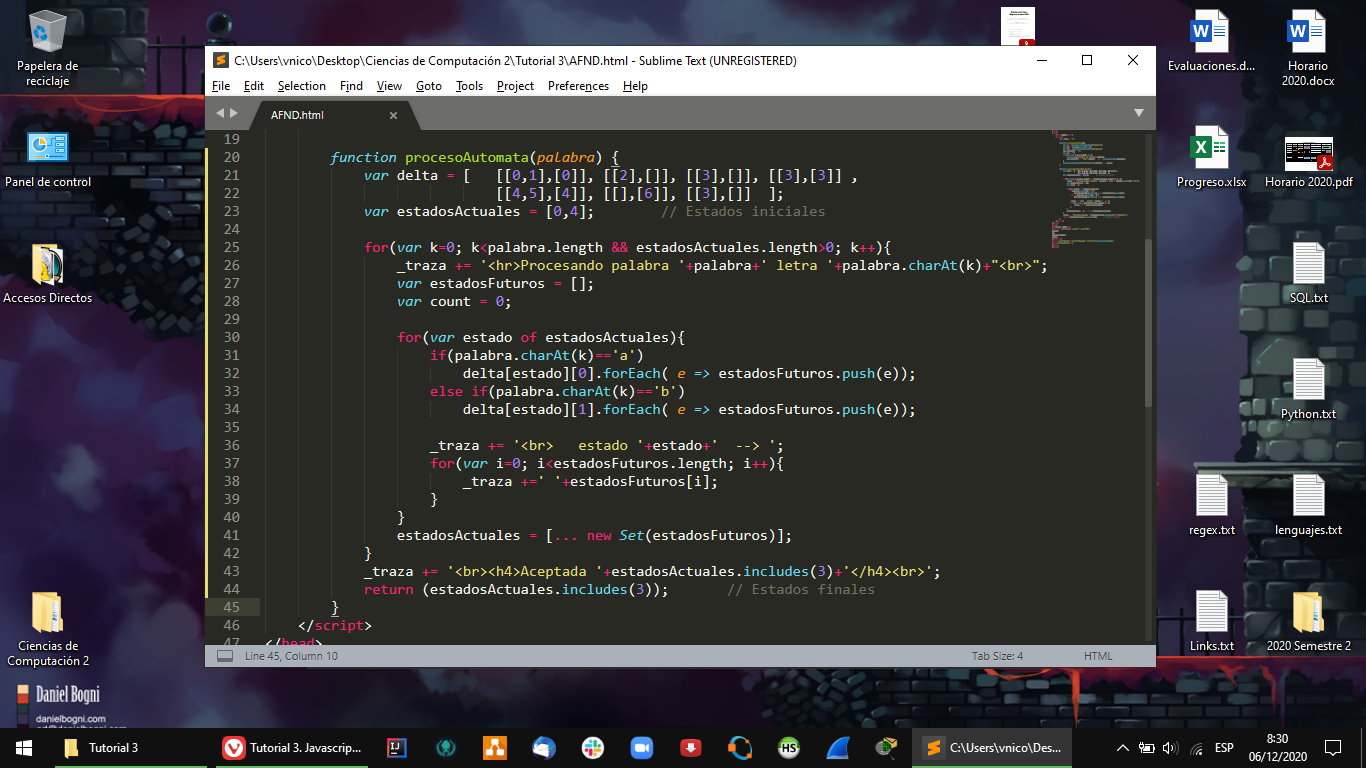 Papelera de
reciclaje
Panel de control
Accesos Directos
Ciencias de
Computación 2
Daniel Bogni
danielbogni.com
C:\Users\vnico\Desktop\Ciencias de Computación 2\Tutorial 3\AFND.html - Sublime Text (UNREGISTERED)
File Edit Selection Find View Goto Tools Project Preferences Help
AFND.html
19
20 function procesoAutomata(palabra) {
21 var delta = [ [[0,1],[0]], [[2],[]], [[3],[]], [[3],[3]] ,
22 [[4,5],[4]], [[],[6]], [[3],[]] ];
23 var estadosActuales = [0,4]; // Estados iniciales
24
25 for(var k=0; k<palabra.length && estadosActuales.length>0; k++){
26 _traza += '<hr>Procesando palabra '+palabra+' letra '+palabra.charAt(k)+"<br>";
27 var estadosFuturos = [];
28 var count = 0;
29
30 for(var estado of estadosActuales){
31 if(palabra.charAt(k)=='a')
32 delta[estado][0].forEach( e => estadosFuturos.push(e));
33 else if(palabra.charAt(k)=='b')
34 delta[estado][1].forEach( e => estadosFuturos.push(e));
35
36 _traza += '<br>   estado '+estado+'  --> ';
37 for(var i=0; i<estadosFuturos.length; i++){
38 _traza +=' '+estadosFuturos[i];
39 }
40 }
41 estadosActuales = [... new Set(estadosFuturos)];
42 }
43 _traza += '<br><h4>Aceptada '+estadosActuales.includes(3)+'</h4><br>';
44 return (estadosActuales.includes(3)); // Estados finales
45 }
46 </script>
47 </head>
Line 45, Column 10 Tab Size: 4 HTML
Evaluaciones.d...
Horario
2020.docx
Progreso.xlsx
Horario 2020.pdf
SQL.txt
Python.txt
regex.txt
lenguajes.txt
Links.txt
2020 Semestre 2
Tutorial 3
Tutorial 3. Javascrip...
IJ
HS
C:\Users\vnico\Des...
ESP
8:30
06/12/2020